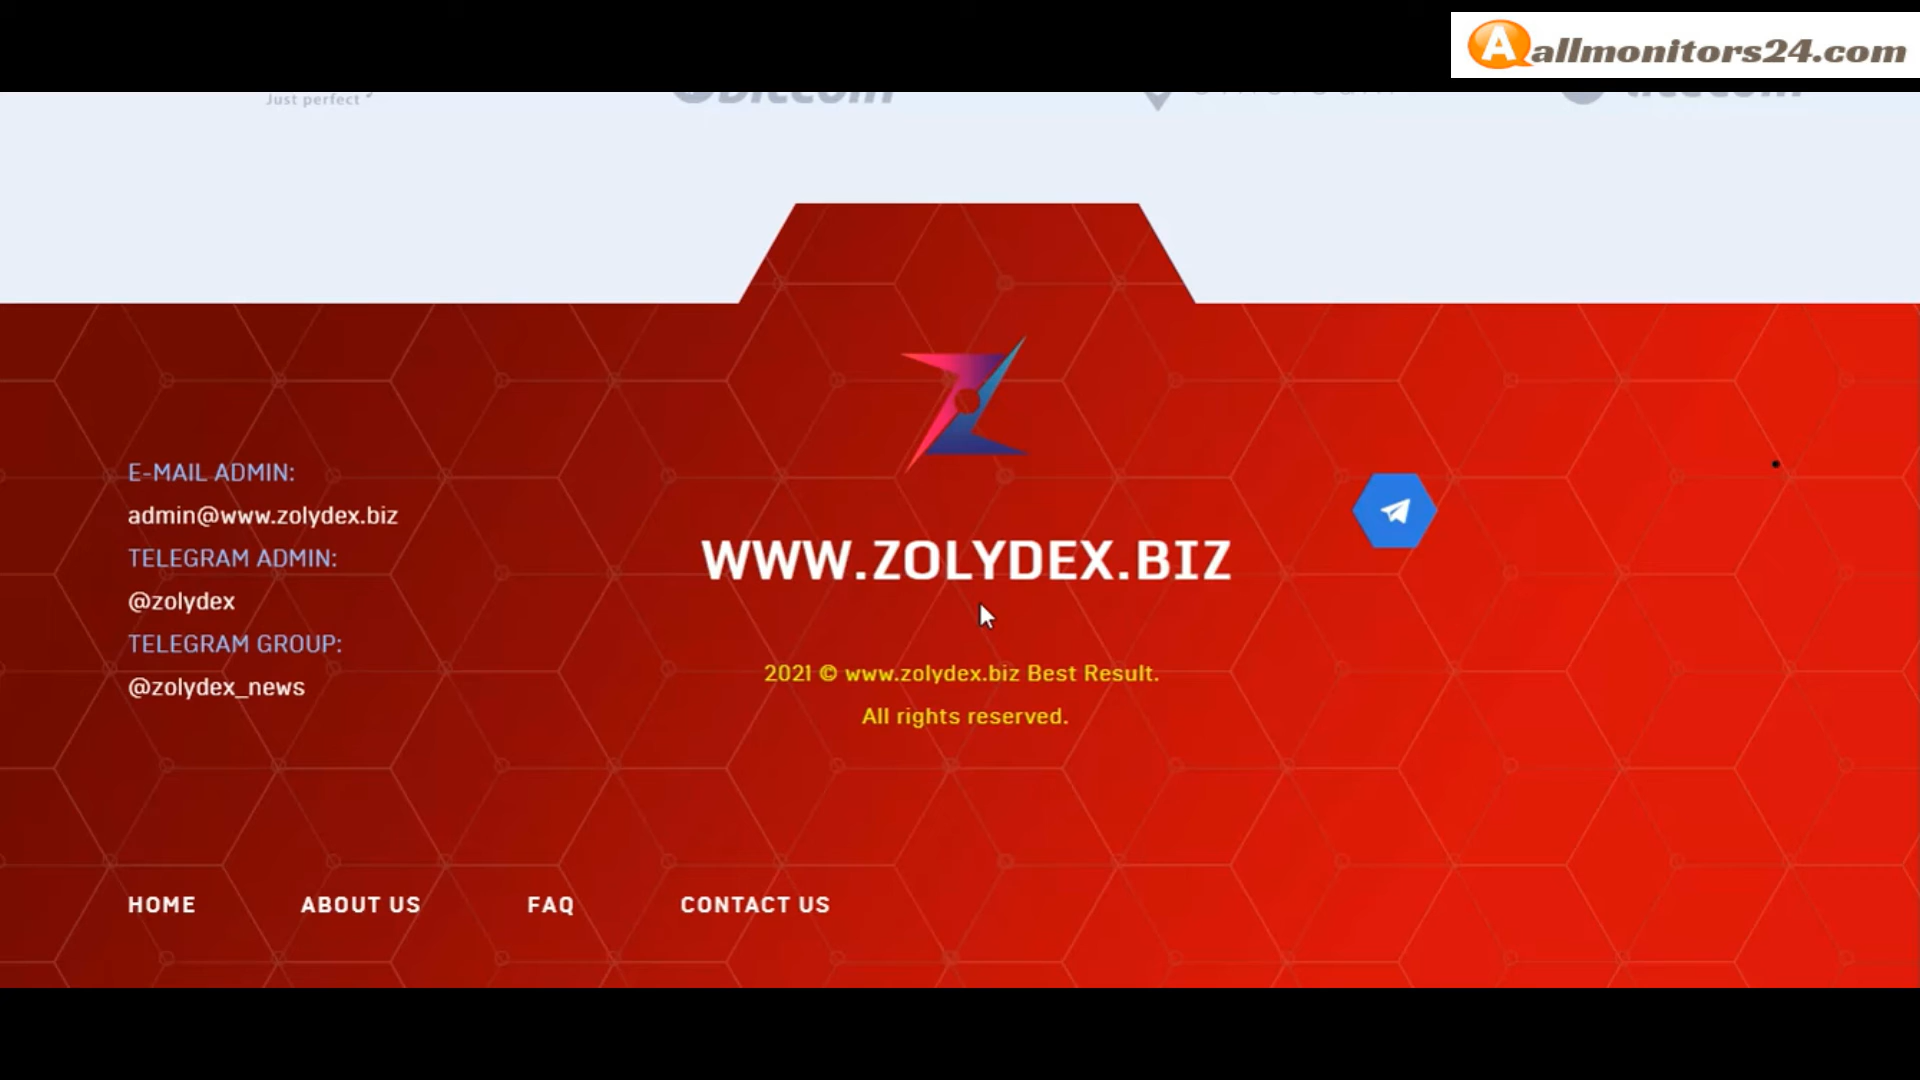 allmonitors24.com
Just perfect
E-MAIL ADMIN:
admin@www.zolydex.biz
TELEGRAM ADMIN:
@zolydex
TELEGRAM GROUP:
@zolydex_news
WWW.ZOLYDEX.BIZ
2021 © www.zolydex.biz Best Result.
All rights reserved.
HOME ABOUT US FAQ CONTACT US